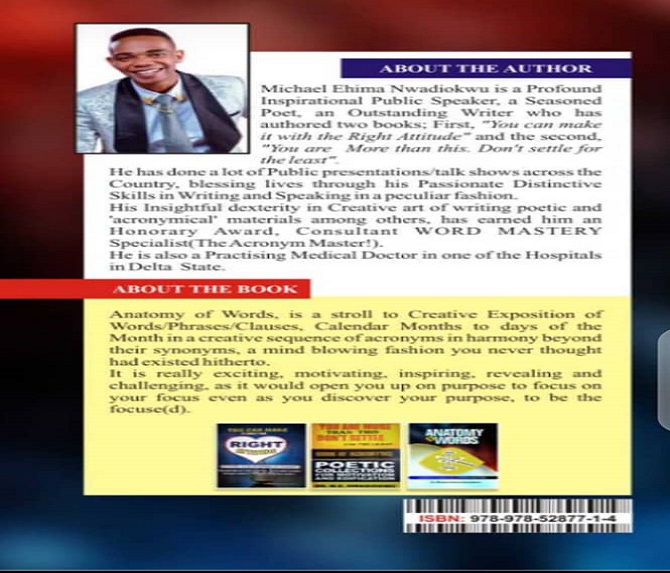 ABOUT THE AUTHOR
Michael Ehima Nwadiokwu is a Profound
Inspirational Public Speaker, a Seasoned
Poet, an Outstanding Writer who has
authored two books; First, "You can make
it with the Right Attitude" and the second,
"You are More than this. Don't settle for
the least".
He has done a lot of Public presentations/talk shows across the
Country, blessing lives through his Passionate Distinctive
Skills in Writing and Speaking in a peculiar fashion.
His Insightful dexterity in Creative art of writing poetic and
'acronymical' materials among others, has earned him an
Honorary Award, Consultant WORD MASTERY
Specialist(The Acronym Master!).
He is also a Practising Medical Doctor in one of the Hospitals
in Delta State.
ABOUT THE BOOK
Anatomy of Words, is a stroll to Creative Exposition of
Words/Phrases/Clauses, Calendar Months to days of the
Month in a creative sequence of acronyms in harmony beyond
their synonyms, a mind blowing fashion you never thought
had existed hitherto.
It is really exciting, motivating, inspiring, revealing and
challenging, as it would open you up on purpose to focus on
your focus even as you discover your purpose, to be the
focuse(d).
YOU CAN MAKE
RIGHT
YOU ARE MORE
THAN THIS
DON'T SETTLE
POETIC
COLLECTIONS
FOR MOTIVATION
AND EDIFICATION
ANATOMY
WORDS
ISBN: 978-978-52877-1-4